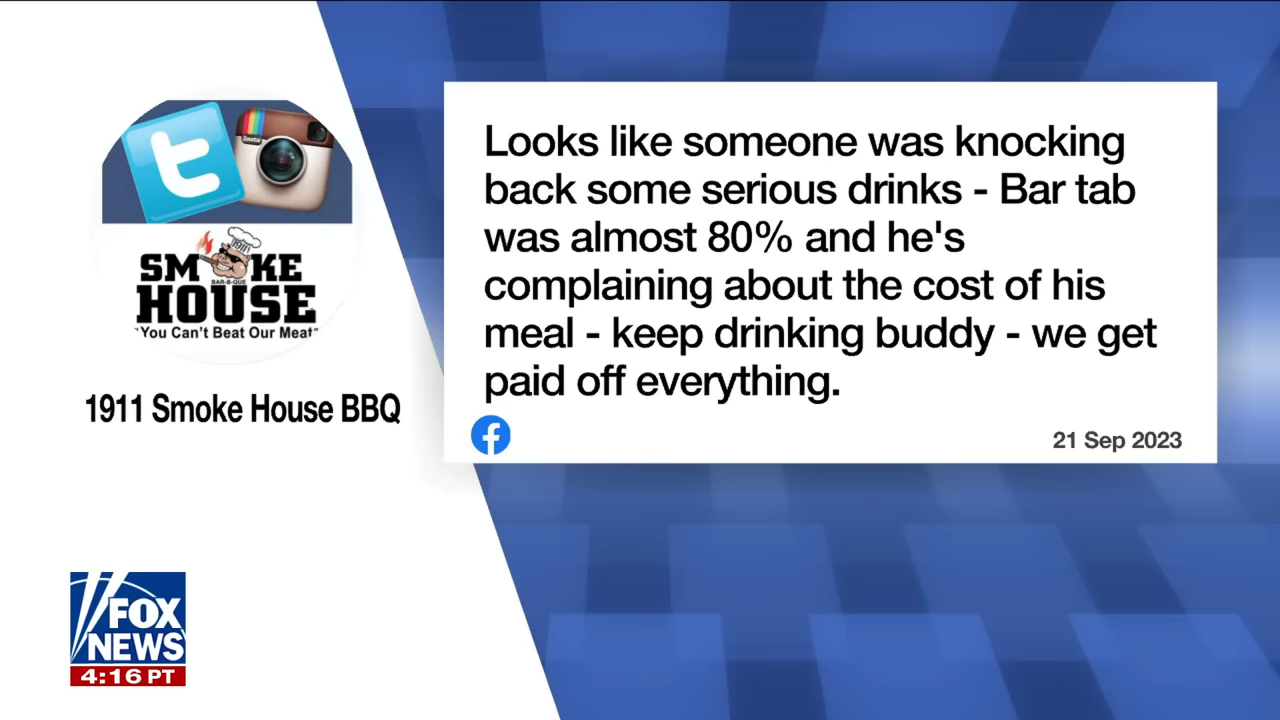 Looks like someone was knocking
back some serious drinks - Bar tab
was almost 80% and he's
complaining about the cost of his
meal - keep drinking buddy - we get
paid off everything.
21 Sep 2023
1911
SM KE
BAR-B-QUE
HOUSE
"You Can't Beat Our Meat"
1911 Smoke House BBQ
FOX
NEWS
4:16 PT